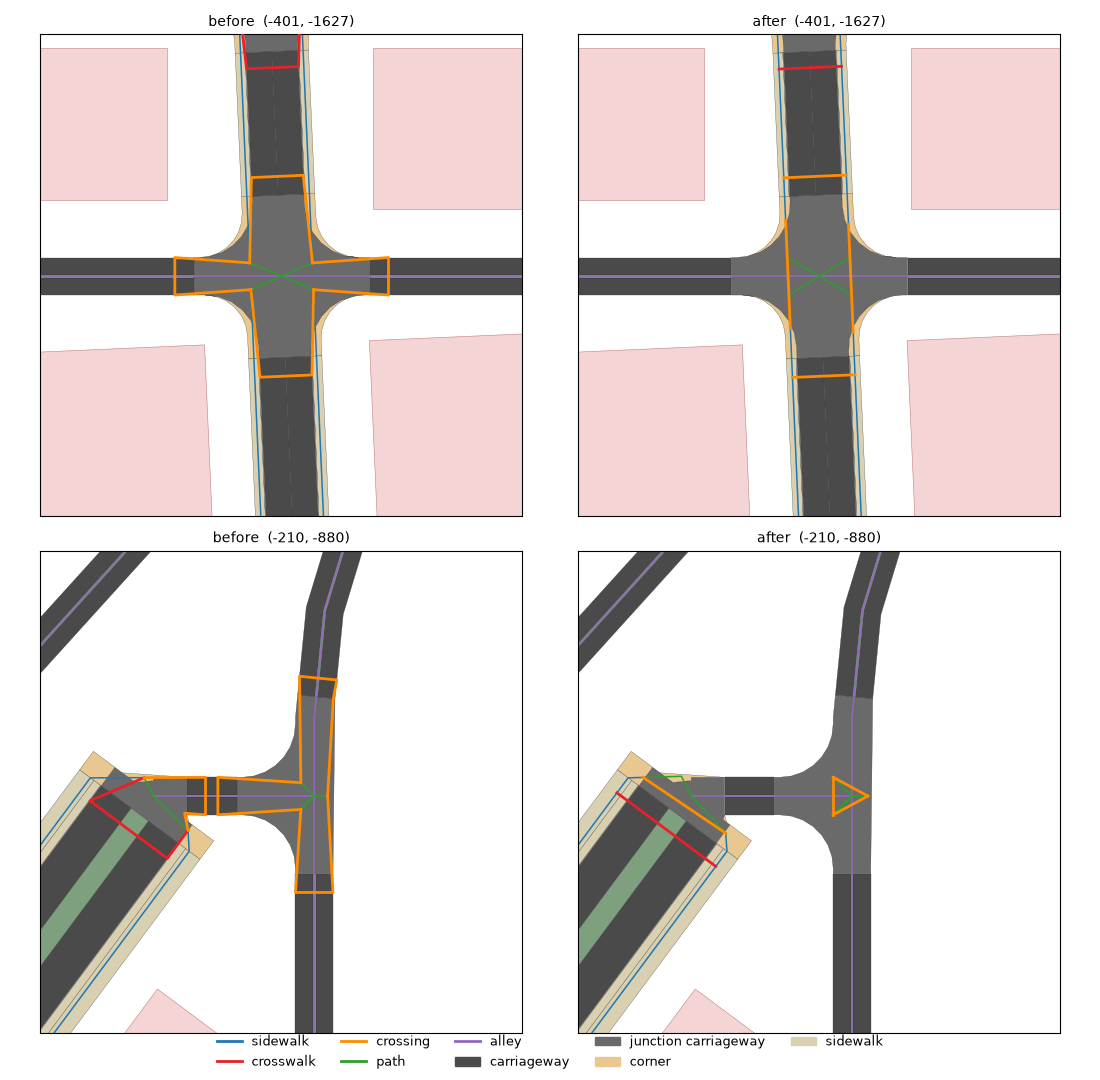 before (-401, -1627)
after (-401, -1627)
before (-210, -880)
after (-210, -880)
sidewalk
crossing
alley
junction carriageway
sidewalk
crosswalk
path
carriageway
corner